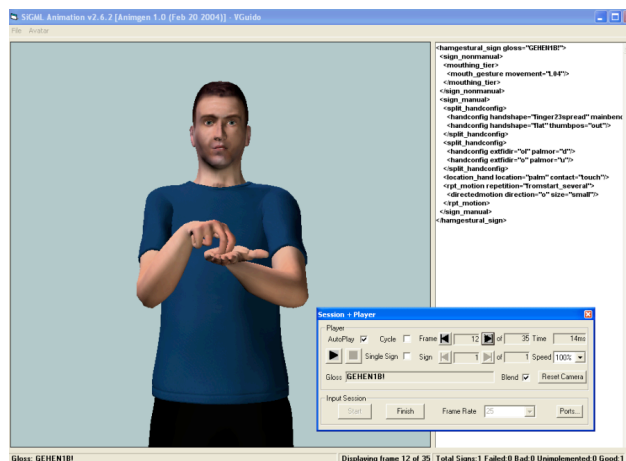 SiGML Animation v2.6.2 [Animgen 1.0 (Feb 20 2004)] - VGuido
File Avatar
<hamgestural_sign gloss="GEHEN1B!">
<sign_nonmanual>
<mouthing_tier>
<mouth_gesture movement="L04"/>
</mouthing_tier>
</sign_nonmanual>
<sign_manual>
<split_handconfig>
<handconfig handshape="finger23spread" mainbend
<handconfig handshape="flat" thumbpos="out"/>
</split_handconfig>
<split_handconfig>
<handconfig extfidir="ol" palmor="d"/>
<handconfig extfidir="o" palmor="u"/>
</split_handconfig>
<location_hand location="palm" contact="touch"/>
<rpt_motion repetition="fromstart_several">
<directedmotion direction="o" size="small"/>
</rpt_motion>
</sign_manual>
</hamgestural_sign>
Session + Player
Player
AutoPlay Cycle Frame 12 of 35 Time 14ms
Single Sign Sign 1 of 1 Speed 100%
Gloss GEHEN1B! Blend Reset Camera
Input Session
Start Finish Frame Rate 25 Ports...
Gloss: GEHEN1B! Displaying frame 12 of 35 Total Signs:1 Failed:0 Bad:0 Unimplemented:0 Good:1